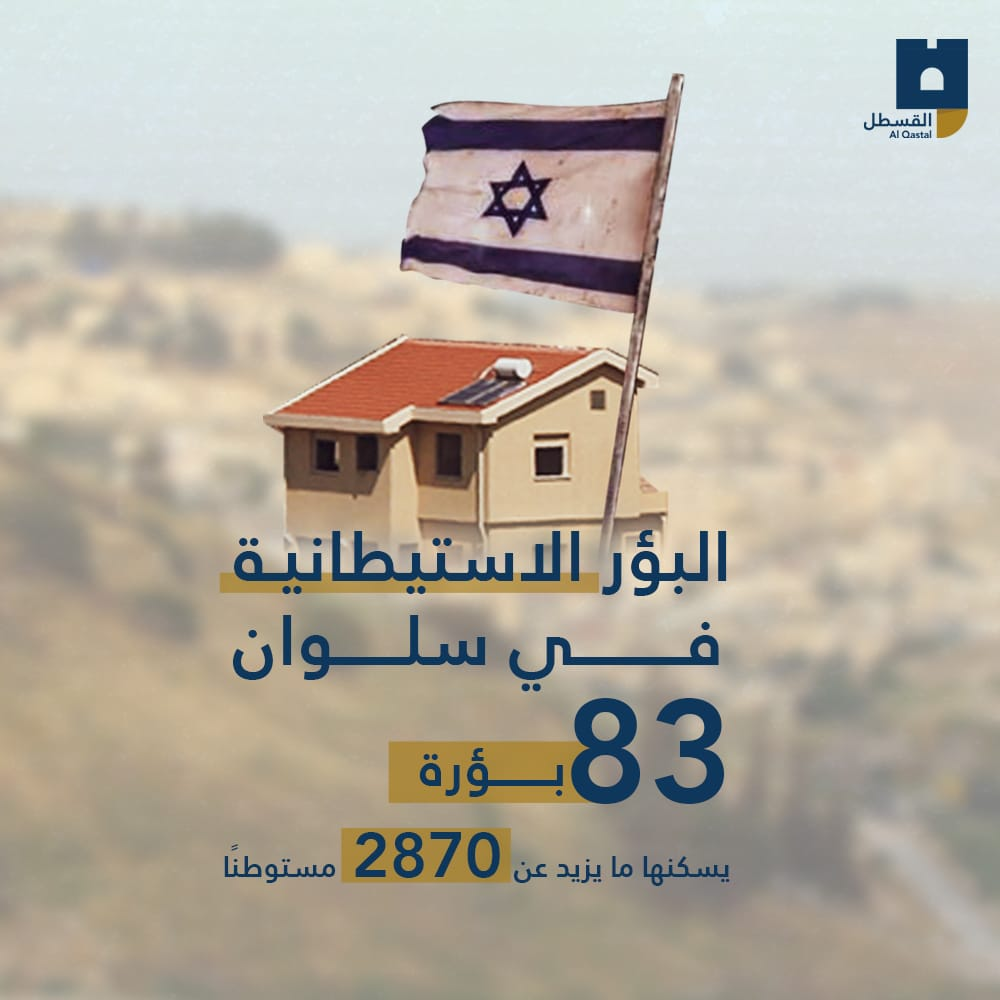 القسطل
Al Qastal
البؤر الاستيطانية
في سلوان
83 بؤرة
يسكنها ما يزيد عن 2870 مستوطنًا